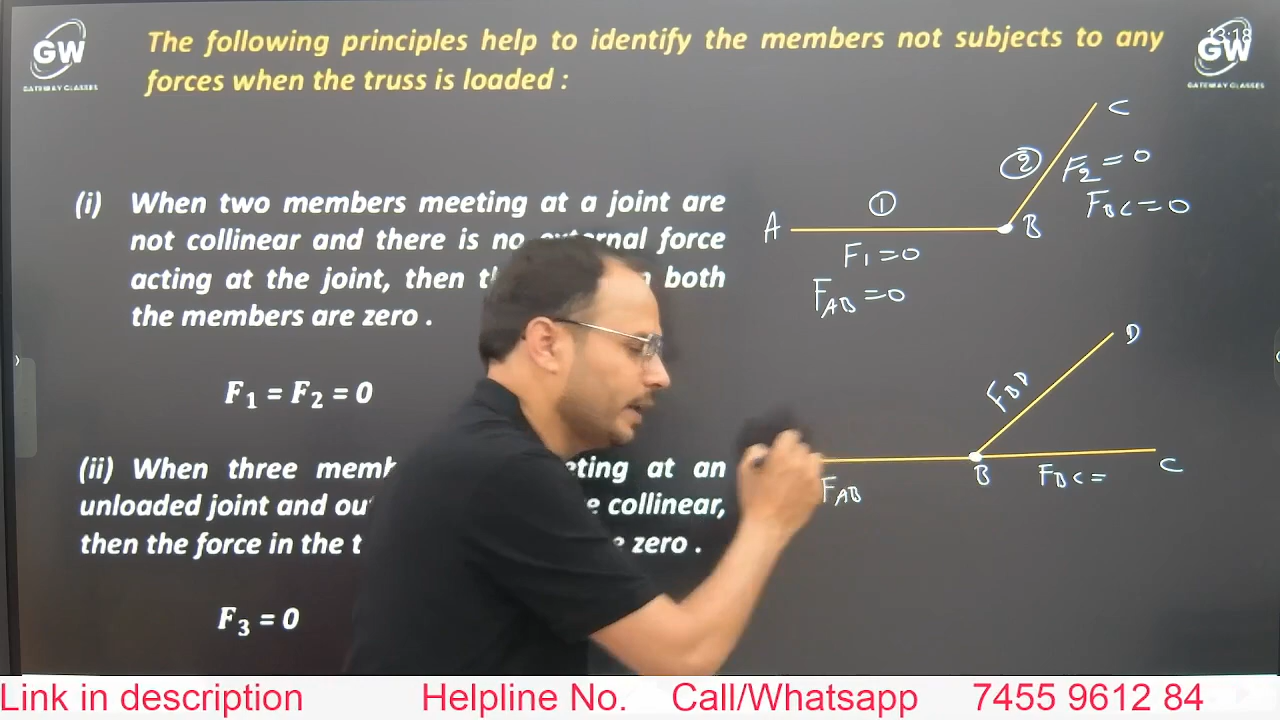 GW
GATEWAY CLASSES
The following principles help to identify the members not subjects to any
forces when the truss is loaded :
13:18
GW
GATEWAY CLASSES
(i) When two members meeting at a joint are
not collinear and there is no external force
acting at the joint, then both
the members are zero .
F1 = F2 = 0
(ii) When three meeting at an
unloaded joint and collinear,
then the force in the zero .
F3 = 0
C
②
F2 = 0
FBC = 0
①
A
B
F1 = 0
FAB = 0
D
FBD
B
C
FAB
FBC =
Link in description Helpline No. Call/Whatsapp 7455 9612 84